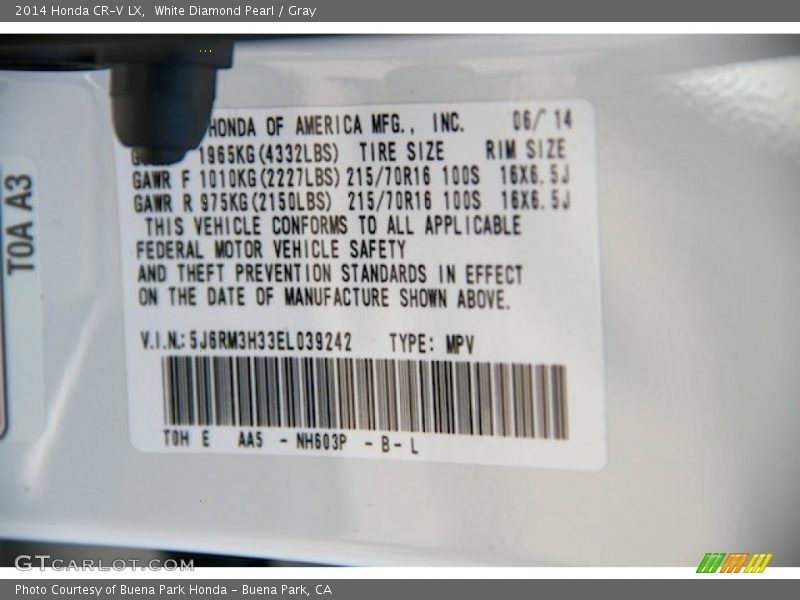 2014 Honda CR-V LX, White Diamond Pearl / Gray
HONDA OF AMERICA MFG., INC. 06/'14
1965KG(4332LBS) TIRE SIZE RIM SIZE
GAWR F 1010KG(2227LBS) 215/70R16 100S 16X6.5J
GAWR R 975KG(2150LBS) 215/70R16 100S 16X6.5J
THIS VEHICLE CONFORMS TO ALL APPLICABLE
FEDERAL MOTOR VEHICLE SAFETY
AND THEFT PREVENTION STANDARDS IN EFFECT
ON THE DATE OF MANUFACTURE SHOWN ABOVE.
V.I.N.: 5J6RM3H33EL039242 TYPE: MPV
T0H E AA5 - NH603P - B - L
T0A A3
GTCARLOT.COM
Photo Courtesy of Buena Park Honda - Buena Park, CA